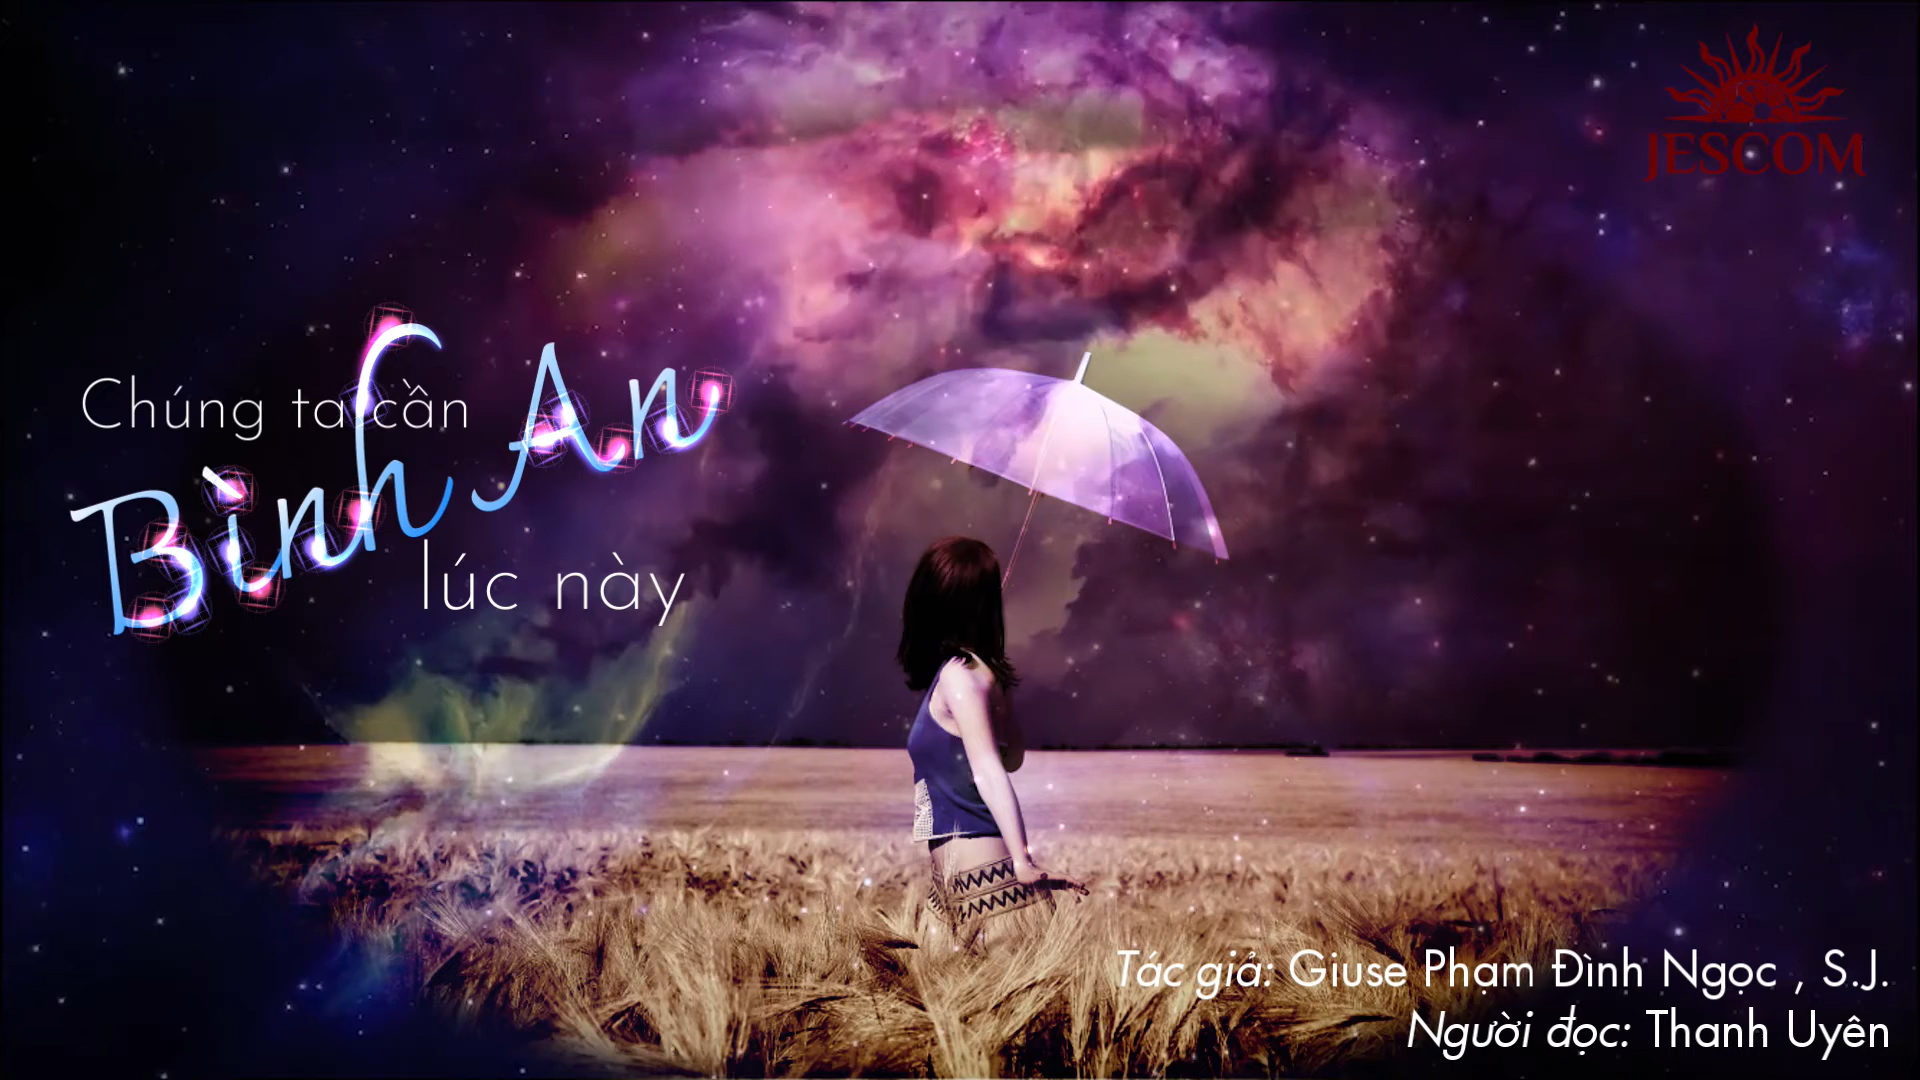 JESCOM
Chúng ta cần
Bình An
lúc này
Tác giả: Giuse Phạm Đình Ngọc , S.J.
Người đọc: Thanh Uyên